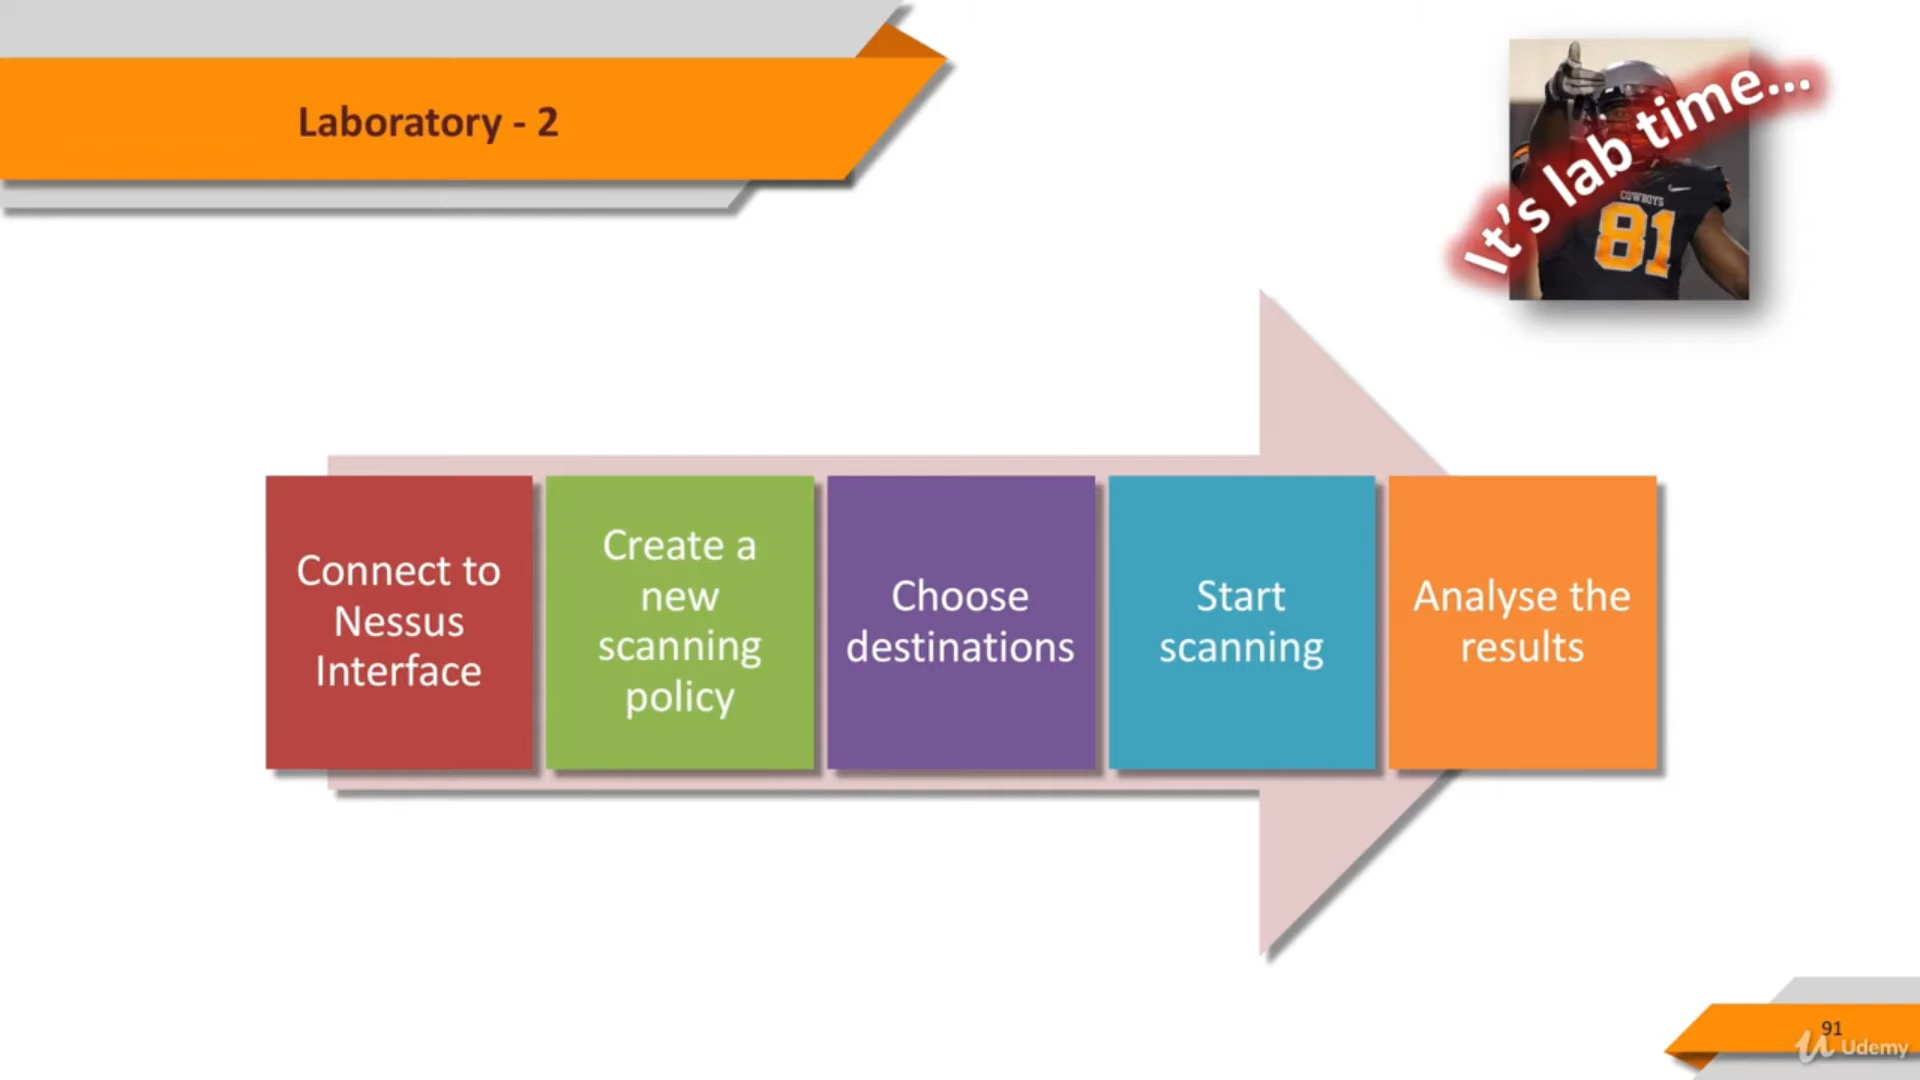 Laboratory - 2
It's lab time...
COWBOYS
81
Connect to
Nessus
Interface
Create a
new
scanning
policy
Choose
destinations
Start
scanning
Analyse the
results
91
Udemy